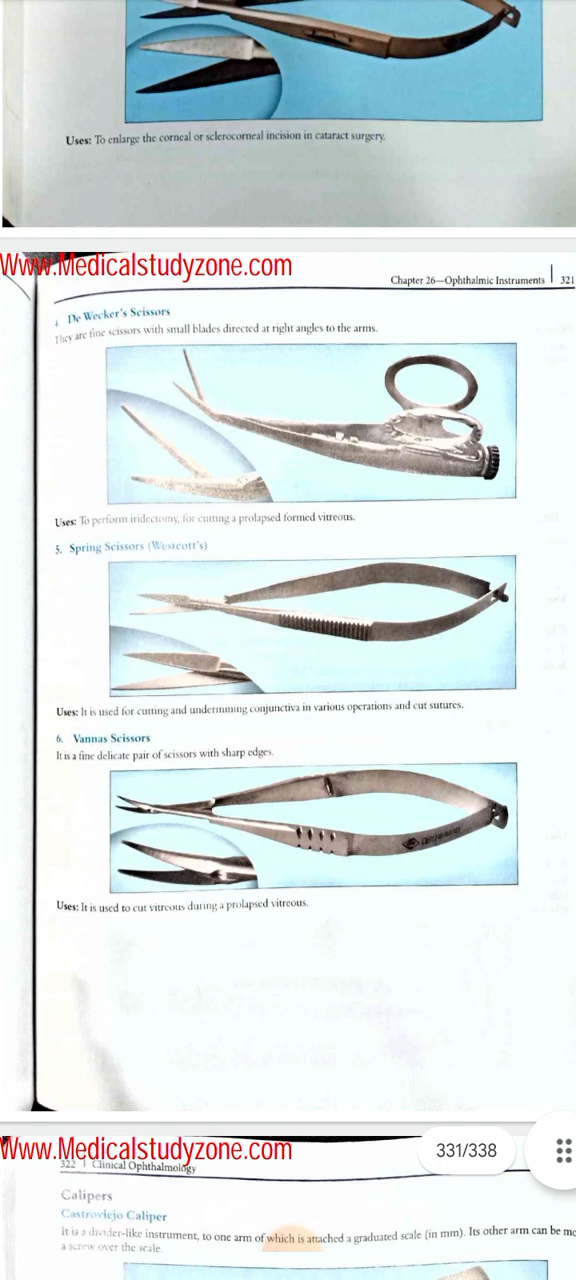 Uses: To enlarge the corneal or sclerocorneal incision in cataract surgery.
Www.Medicalstudyzone.com
Chapter 26—Ophthalmic Instruments | 321
4 De Wecker's Scissors
They are fine scissors with small blades directed at right angles to the arms.
Uses: To perform iridectomy, for cutting a prolapsed formed vitreous.
5. Spring Scissors (Westcott's)
Uses: It is used for cutting and undermining conjunctiva in various operations and cut sutures.
6. Vannas Scissors
It is a fine delicate pair of scissors with sharp edges.
Uses: It is used to cut vitreous during a prolapsed vitreous.
Www.Medicalstudyzone.com
331/338
322 | Clinical Ophthalmology
Calipers
Castroviejo Caliper
It is a divider-like instrument, to one arm of which is attached a graduated scale (in mm). Its other arm can be mo
a screw over the scale.